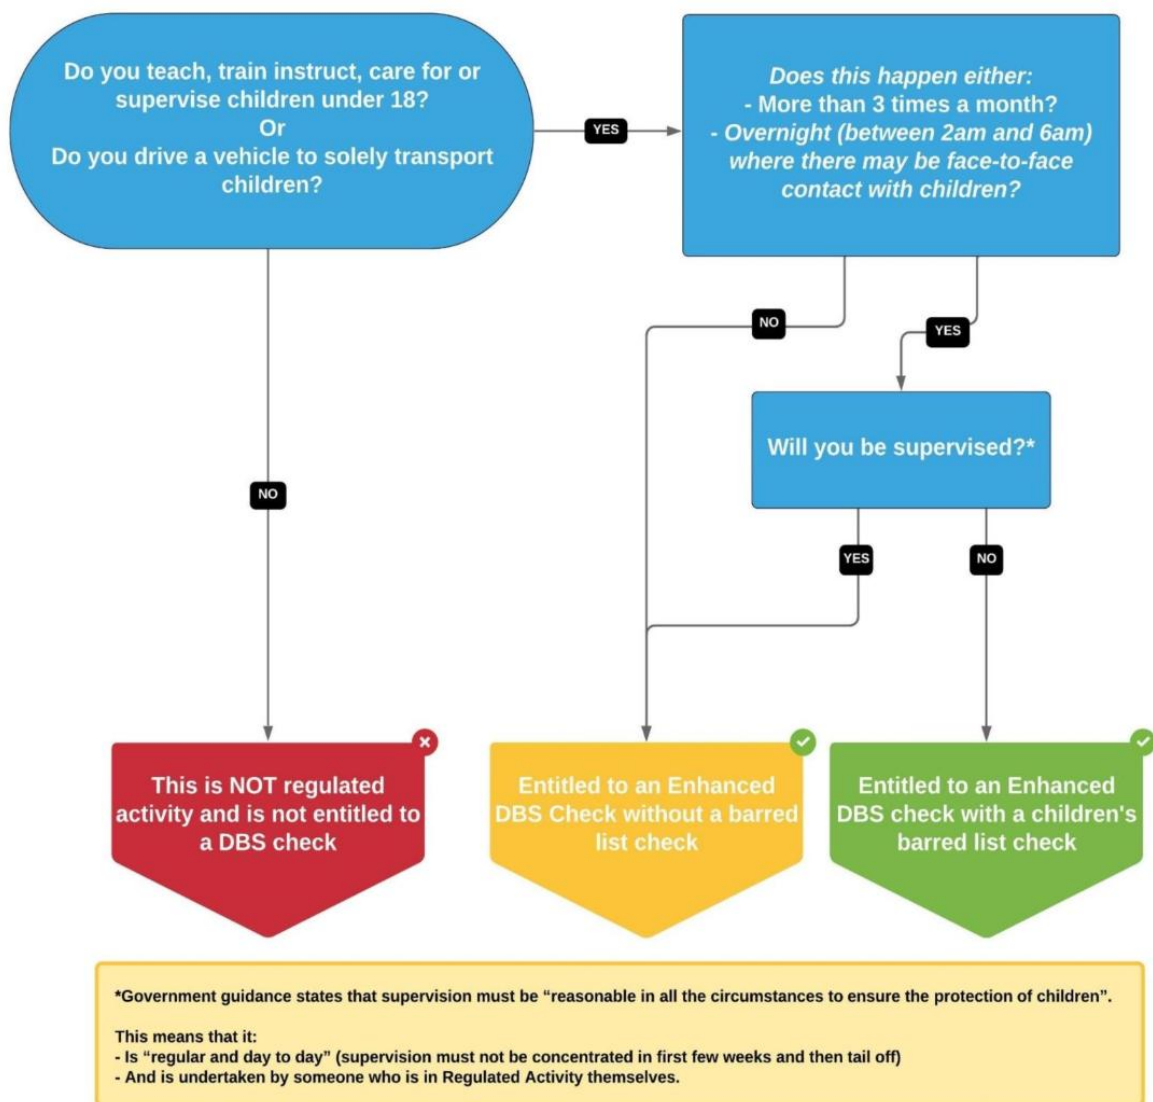 Do you teach, train instruct, care for or
supervise children under 18?
Or
Do you drive a vehicle to solely transport
children?
YES
Does this happen either:
- More than 3 times a month?
- Overnight (between 2am and 6am)
where there may be face-to-face
contact with children?
NO
YES
Will you be supervised?*
NO
YES
NO
This is NOT regulated
activity and is not entitled to
a DBS check
Entitled to an Enhanced
DBS Check without a barred
list check
Entitled to an Enhanced
DBS check with a children's
barred list check
*Government guidance states that supervision must be “reasonable in all the circumstances to ensure the protection of children”.
This means that it:
- Is “regular and day to day” (supervision must not be concentrated in first few weeks and then tail off)
- And is undertaken by someone who is in Regulated Activity themselves.